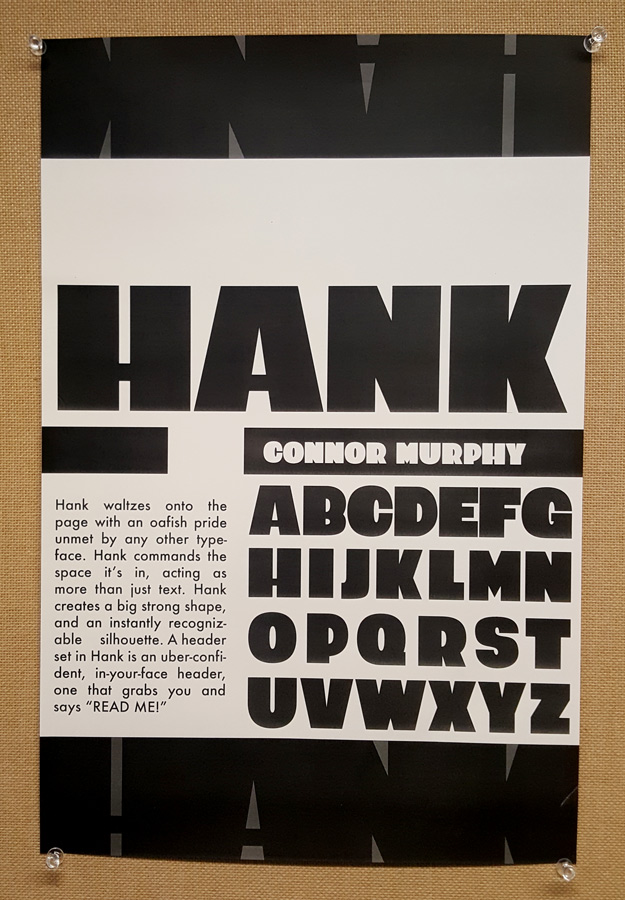 HANK
CONNOR MURPHY
Hank waltzes onto the
page with an oafish pride
unmet by any other type-
face. Hank commands the
space it's in, acting as
more than just text. Hank
creates a big strong shape,
and an instantly recogniz-
able silhouette. A header
set in Hank is an uber-confi-
dent, in-your-face header,
one that grabs you and
says “READ ME!”
ABCDEFG
HIJKLMN
OPQRST
UVWXYZ
HANK